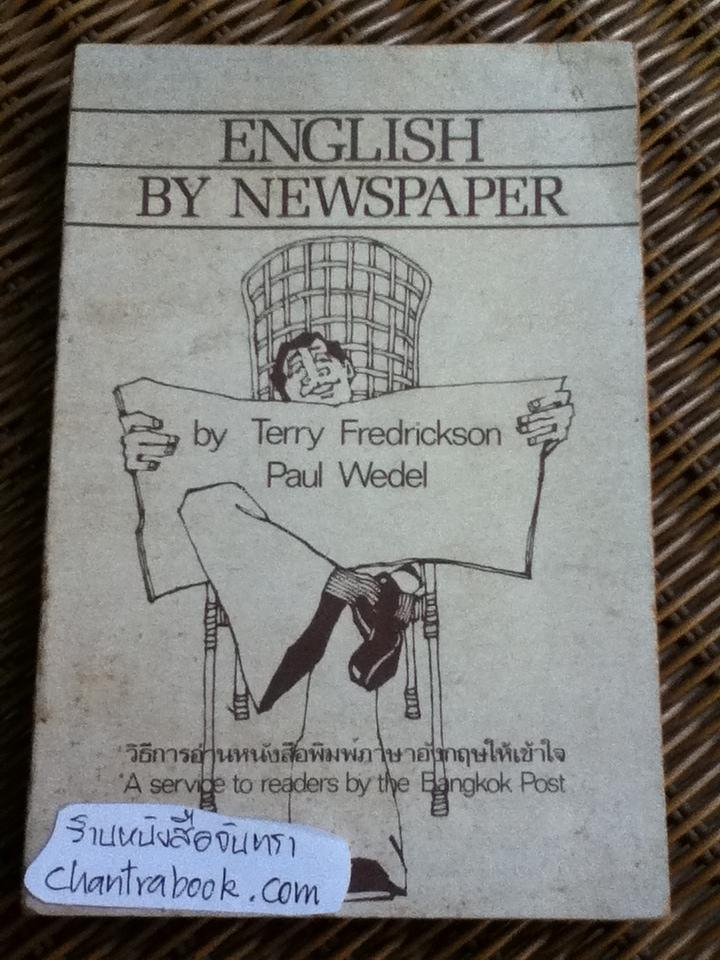 ENGLISH
BY NEWSPAPER
by Terry Fredrickson
Paul Wedel
วิธีการอ่านหนังสือพิมพ์ภาษาอังกฤษให้เข้าใจ
A service to readers by the Bangkok Post
ร้านหนังสือจันทรา
chantrabook.com